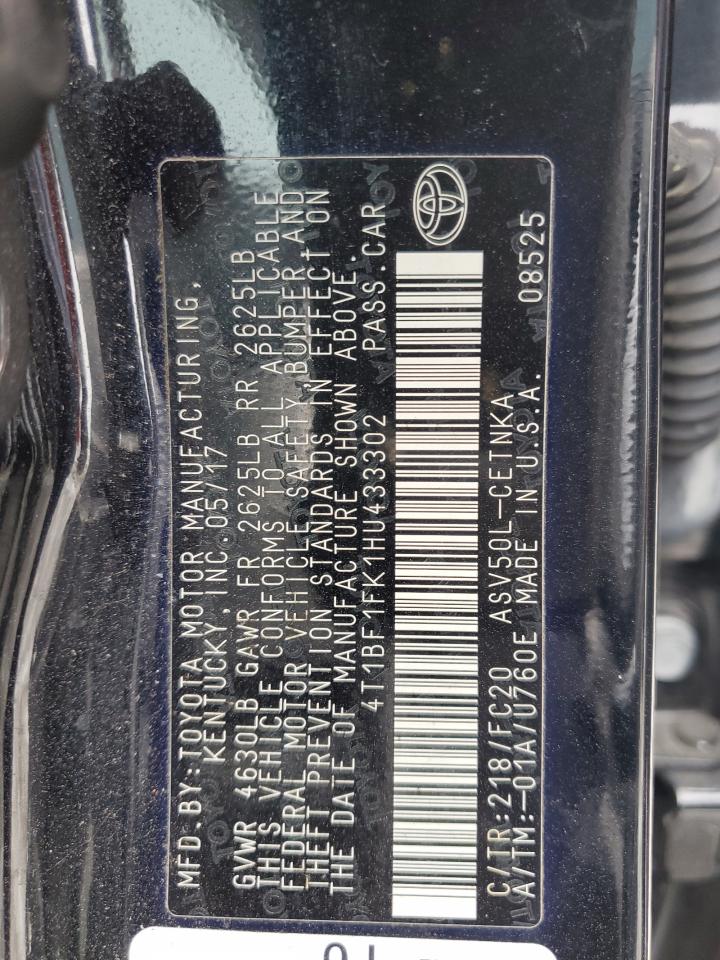 MFD. BY: TOYOTA MOTOR MANUFACTURING,
KENTUCKY, INC. 05/17
GVWR 4630LB GAWR FR 2625LB RR 2625LB
THIS VEHICLE CONFORMS TO ALL APPLICABLE
FEDERAL MOTOR VEHICLE SAFETY, BUMPER, AND
THEFT PREVENTION STANDARDS IN EFFECT ON
THE DATE OF MANUFACTURE SHOWN ABOVE.
4T1BF1FK1HU433302 PASS. CAR
C/TR: 218/FC20 ASV50L-CETNKA 08525
A/TM: -01A/U760E MADE IN U.S.A.